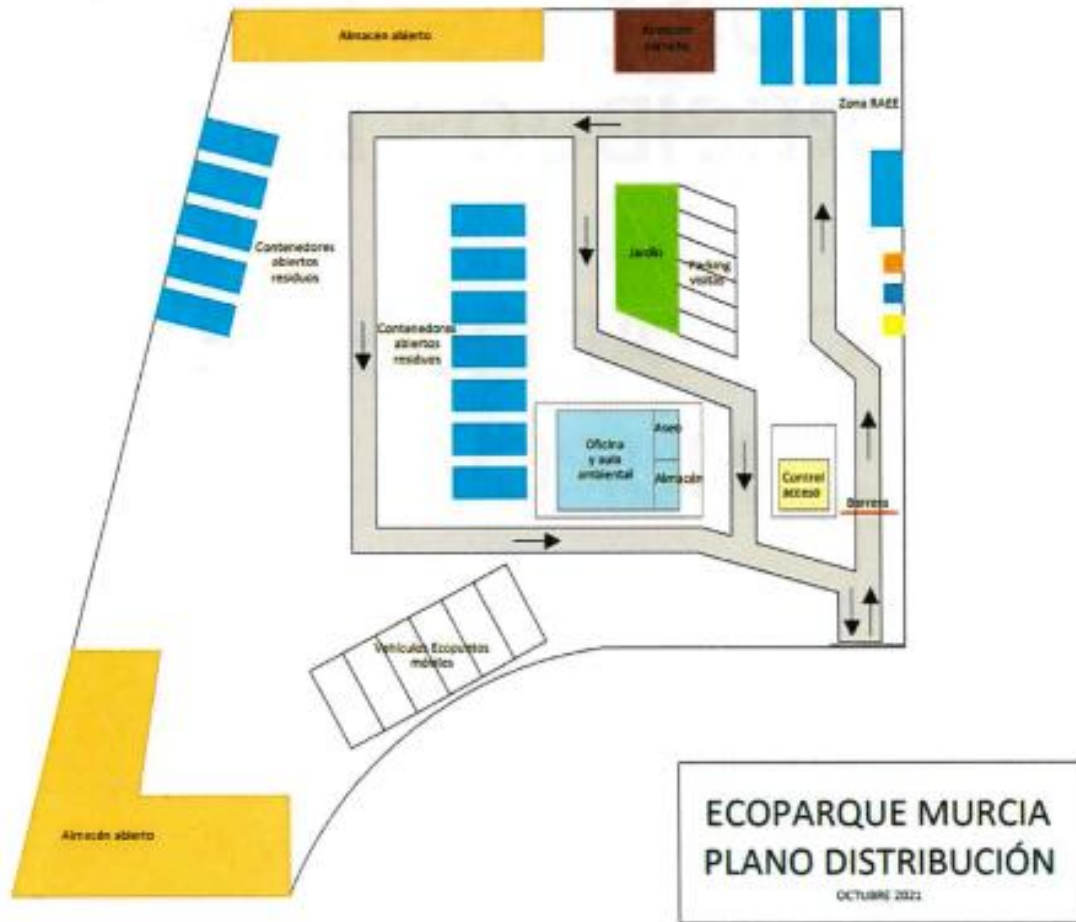 Almacén abierto
Almacén
cerrado
Zona RAEE
Contenedores
abiertos
residuos
Jardín
Parking
visitas
Contenedores
abiertos
residuos
Aseo
Oficina
y aula
ambiental
Almacén
Control
acceso
Barrera
Vehículos Ecopuntos
móviles
Almacén abierto
ECOPARQUE MURCIA
PLANO DISTRIBUCIÓN
OCTUBRE 2021